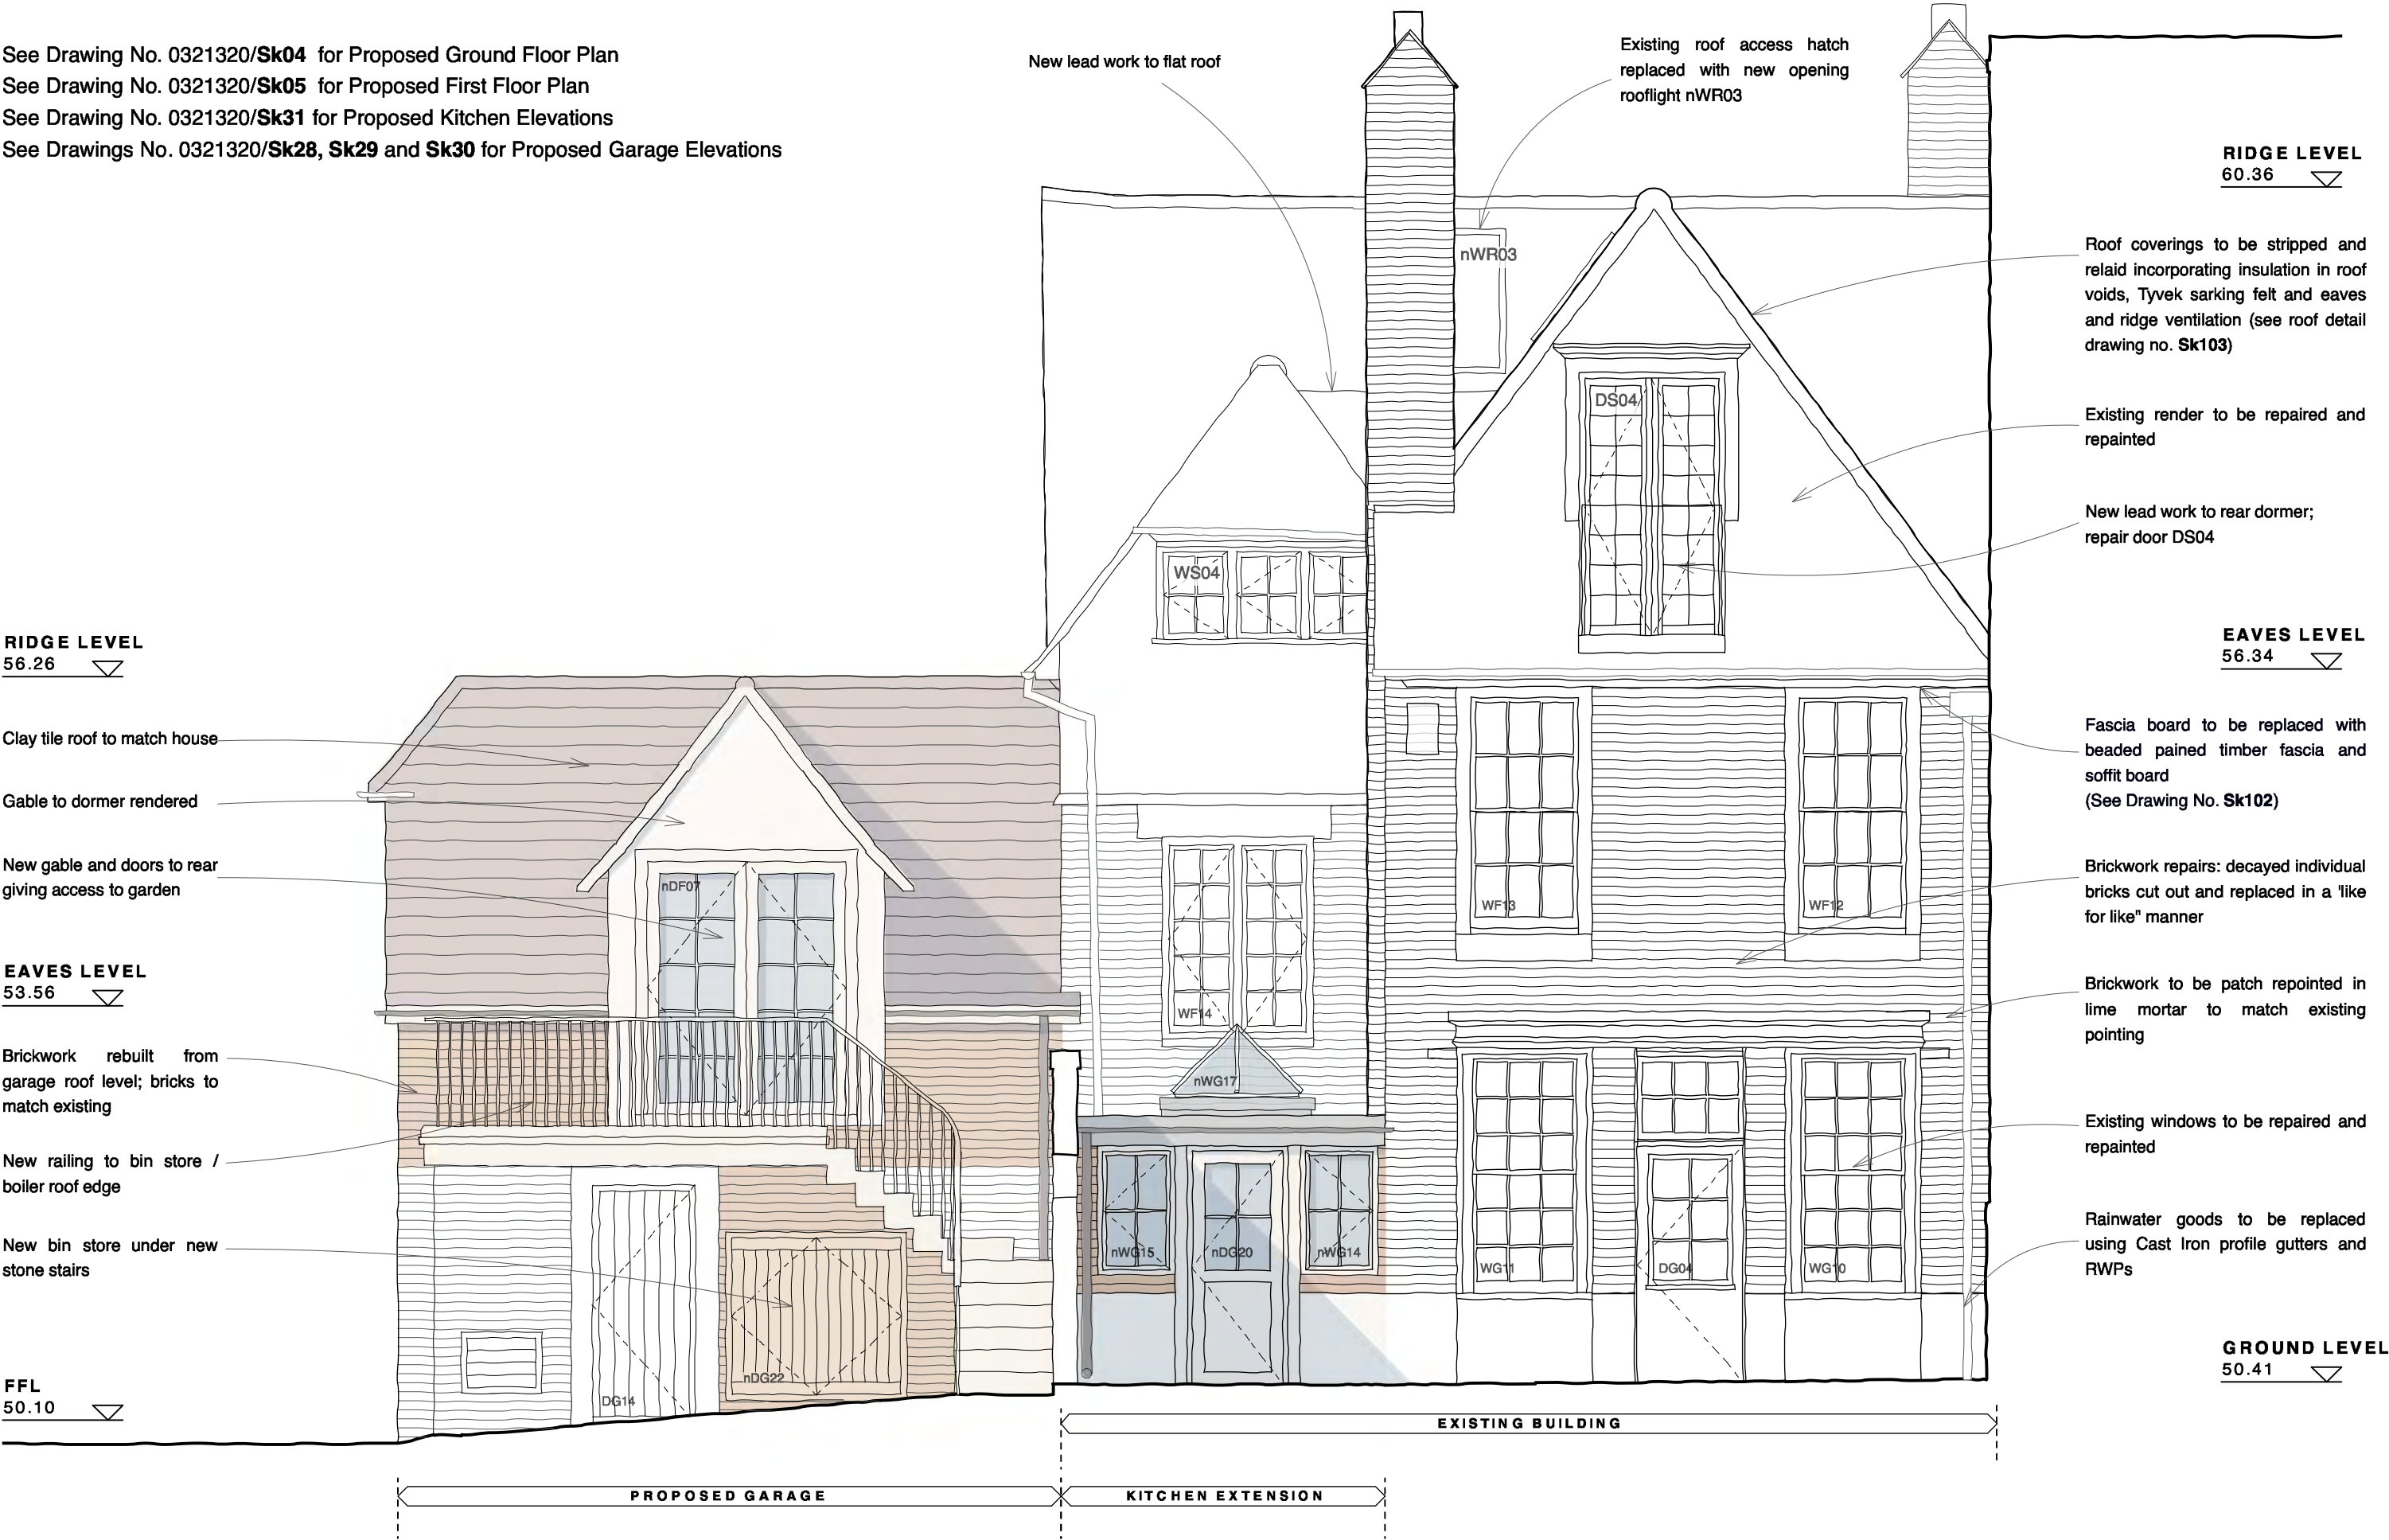 See Drawing No. 0321320/Sk04 for Proposed Ground Floor Plan
See Drawing No. 0321320/Sk05 for Proposed First Floor Plan
See Drawing No. 0321320/Sk31 for Proposed Kitchen Elevations
See Drawings No. 0321320/Sk28, Sk29 and Sk30 for Proposed Garage Elevations
New lead work to flat roof
Existing roof access hatch
replaced with new opening
rooflight nWR03
RIDGE LEVEL
60.36
nWR03
Roof coverings to be stripped and
relaid incorporating insulation in roof
voids, Tyvek sarking felt and eaves
and ridge ventilation (see roof detail
drawing no. Sk103)
DS04
Existing render to be repaired and
repainted
New lead work to rear dormer;
repair door DS04
WS04
RIDGE LEVEL
56.26
EAVES LEVEL
56.34
Clay tile roof to match house
Gable to dormer rendered
New gable and doors to rear
giving access to garden
nDF07
Fascia board to be replaced with
beaded pained timber fascia and
soffit board
(See Drawing No. Sk102)
WF13
WF12
Brickwork repairs: decayed individual
bricks cut out and replaced in a 'like
for like" manner
EAVES LEVEL
53.56
WF14
Brickwork to be patch repointed in
lime mortar to match existing
pointing
Brickwork rebuilt from
garage roof level; bricks to
match existing
nWG17
New railing to bin store /
boiler roof edge
Existing windows to be repaired and
repainted
New bin store under new
stone stairs
nWG15
nDG20
nWG14
WG11
DG04
WG10
Rainwater goods to be replaced
using Cast Iron profile gutters and
RWPs
FFL
50.10
DG14
nDG22
GROUND LEVEL
50.41
EXISTING BUILDING
PROPOSED GARAGE
KITCHEN EXTENSION